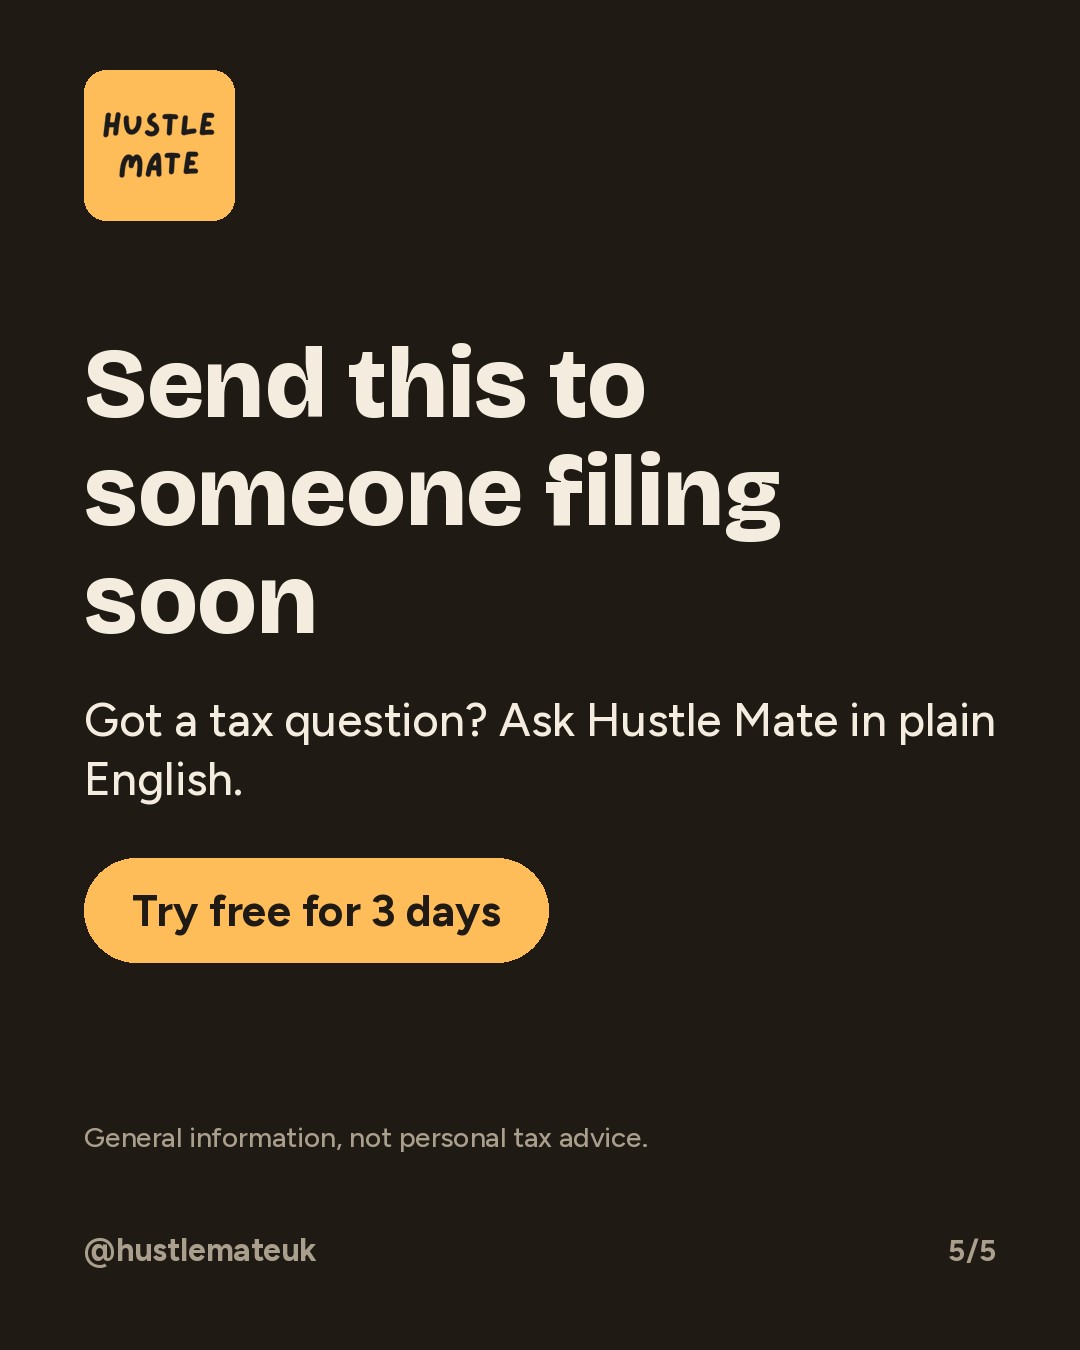 HUSTLE
MATE
Send this to
someone filing
soon
Got a tax question? Ask Hustle Mate in plain
English.
Try free for 3 days
General information, not personal tax advice.
@hustlemateuk
5/5